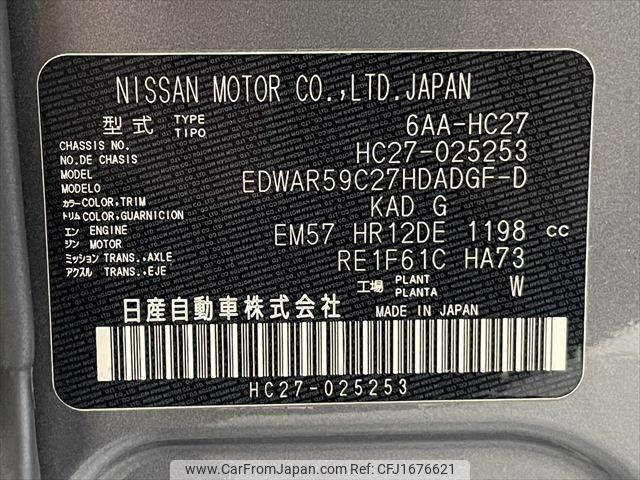 NISSAN MOTOR CO.,LTD.JAPAN
型式 TYPE TIPO 6AA-HC27
CHASSIS NO. NO.DE CHASIS HC27-025253
MODEL MODELO EDWAR59C27HDADGF-D
カラー COLOR,TRIM トリム COLOR,GUARNICION KAD G
エン ENGINE ジン MOTOR EM57 HR12DE 1198 cc
ミッション TRANS.,AXLE アクスル TRANS.,EJE RE1F61C HA73
工場 PLANT PLANTA W
日産自動車株式会社 MADE IN JAPAN
HC27-025253
www.CarFromJapan.com
© Car From Japan - CFJ1676621